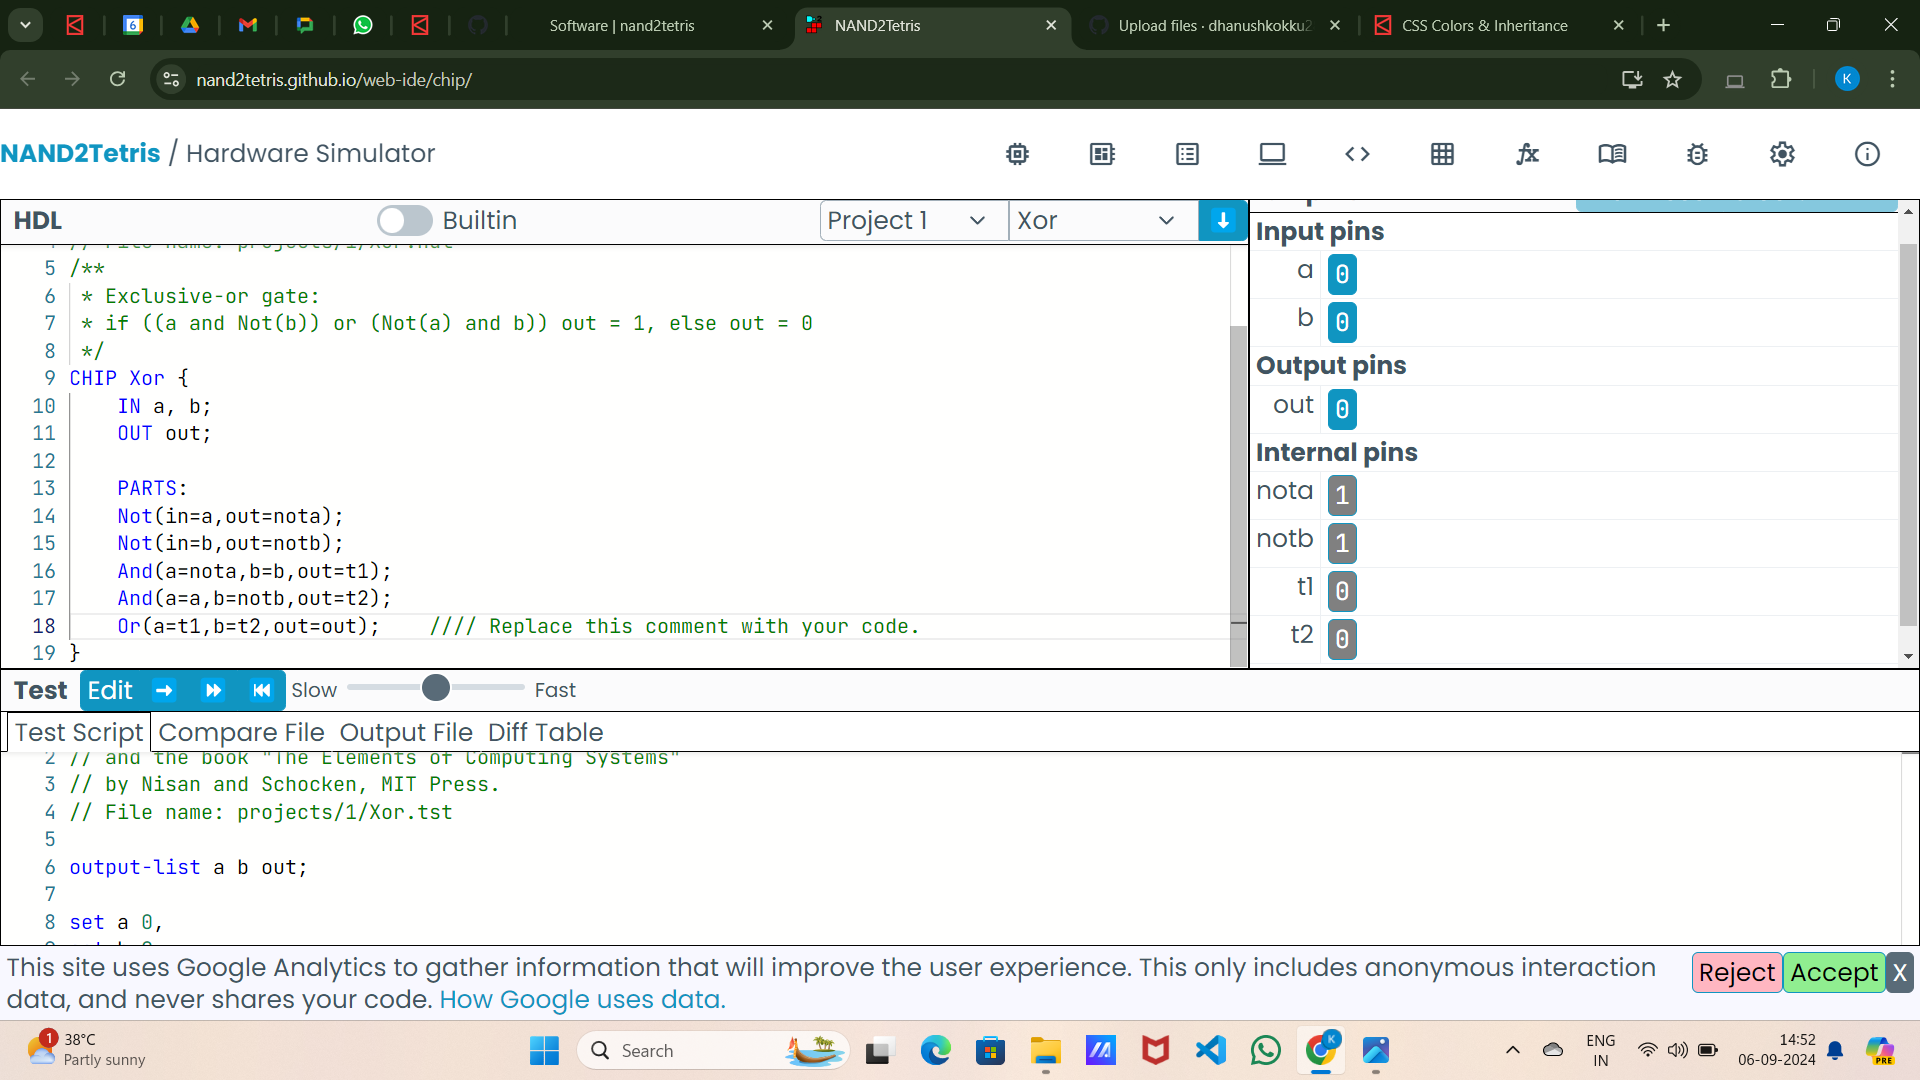 Software | nand2tetris
NAND2Tetris
Upload files · dhanushkokku2
CSS Colors & Inheritance
nand2tetris.github.io/web-ide/chip/
K
NAND2Tetris / Hardware Simulator
HDL
Builtin
Project 1
Xor
4 // File name: projects/1/Xor.hdl
5 /**
6 * Exclusive-or gate:
7 * if ((a and Not(b)) or (Not(a) and b)) out = 1, else out = 0
8 */
9 CHIP Xor {
10 IN a, b;
11 OUT out;
12
13 PARTS:
14 Not(in=a,out=nota);
15 Not(in=b,out=notb);
16 And(a=nota,b=b,out=t1);
17 And(a=a,b=notb,out=t2);
18 Or(a=t1,b=t2,out=out); //// Replace this comment with your code.
19 }
Input pins
a 0
b 0
Output pins
out 0
Internal pins
nota 1
notb 1
t1 0
t2 0
Test Edit Slow Fast
Test Script Compare File Output File Diff Table
2 // and the book "The Elements of Computing Systems"
3 // by Nisan and Schocken, MIT Press.
4 // File name: projects/1/Xor.tst
5
6 output-list a b out;
7
8 set a 0,
This site uses Google Analytics to gather information that will improve the user experience. This only includes anonymous interaction
data, and never shares your code. How Google uses data.
Reject Accept X
1
38°C
Partly sunny
Search
K
ENG
IN
14:52
06-09-2024
PRE